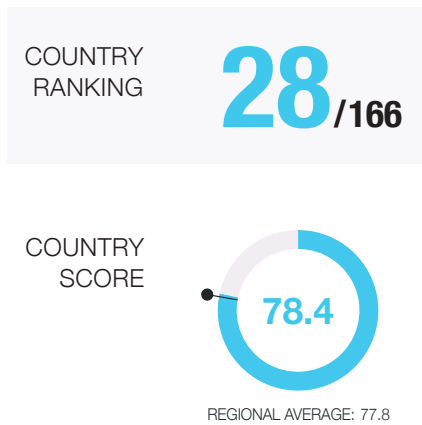 COUNTRY
RANKING
28/166
COUNTRY
SCORE
78.4
REGIONAL AVERAGE: 77.8